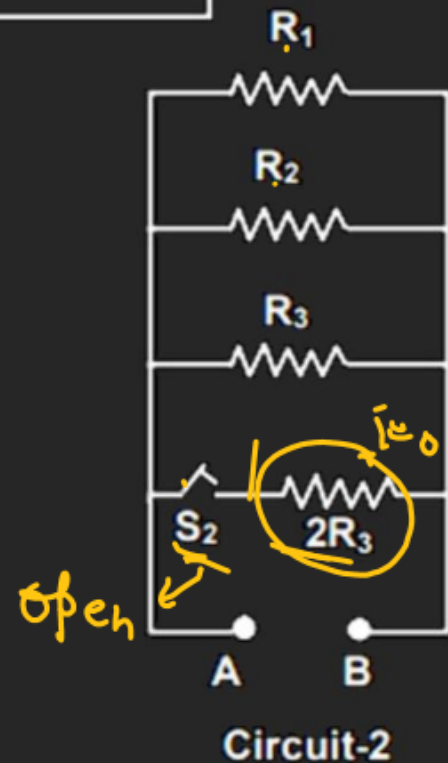 R₁
R₂
R₃
i=0
S₂ 2R₃
open
A B
Circuit-2